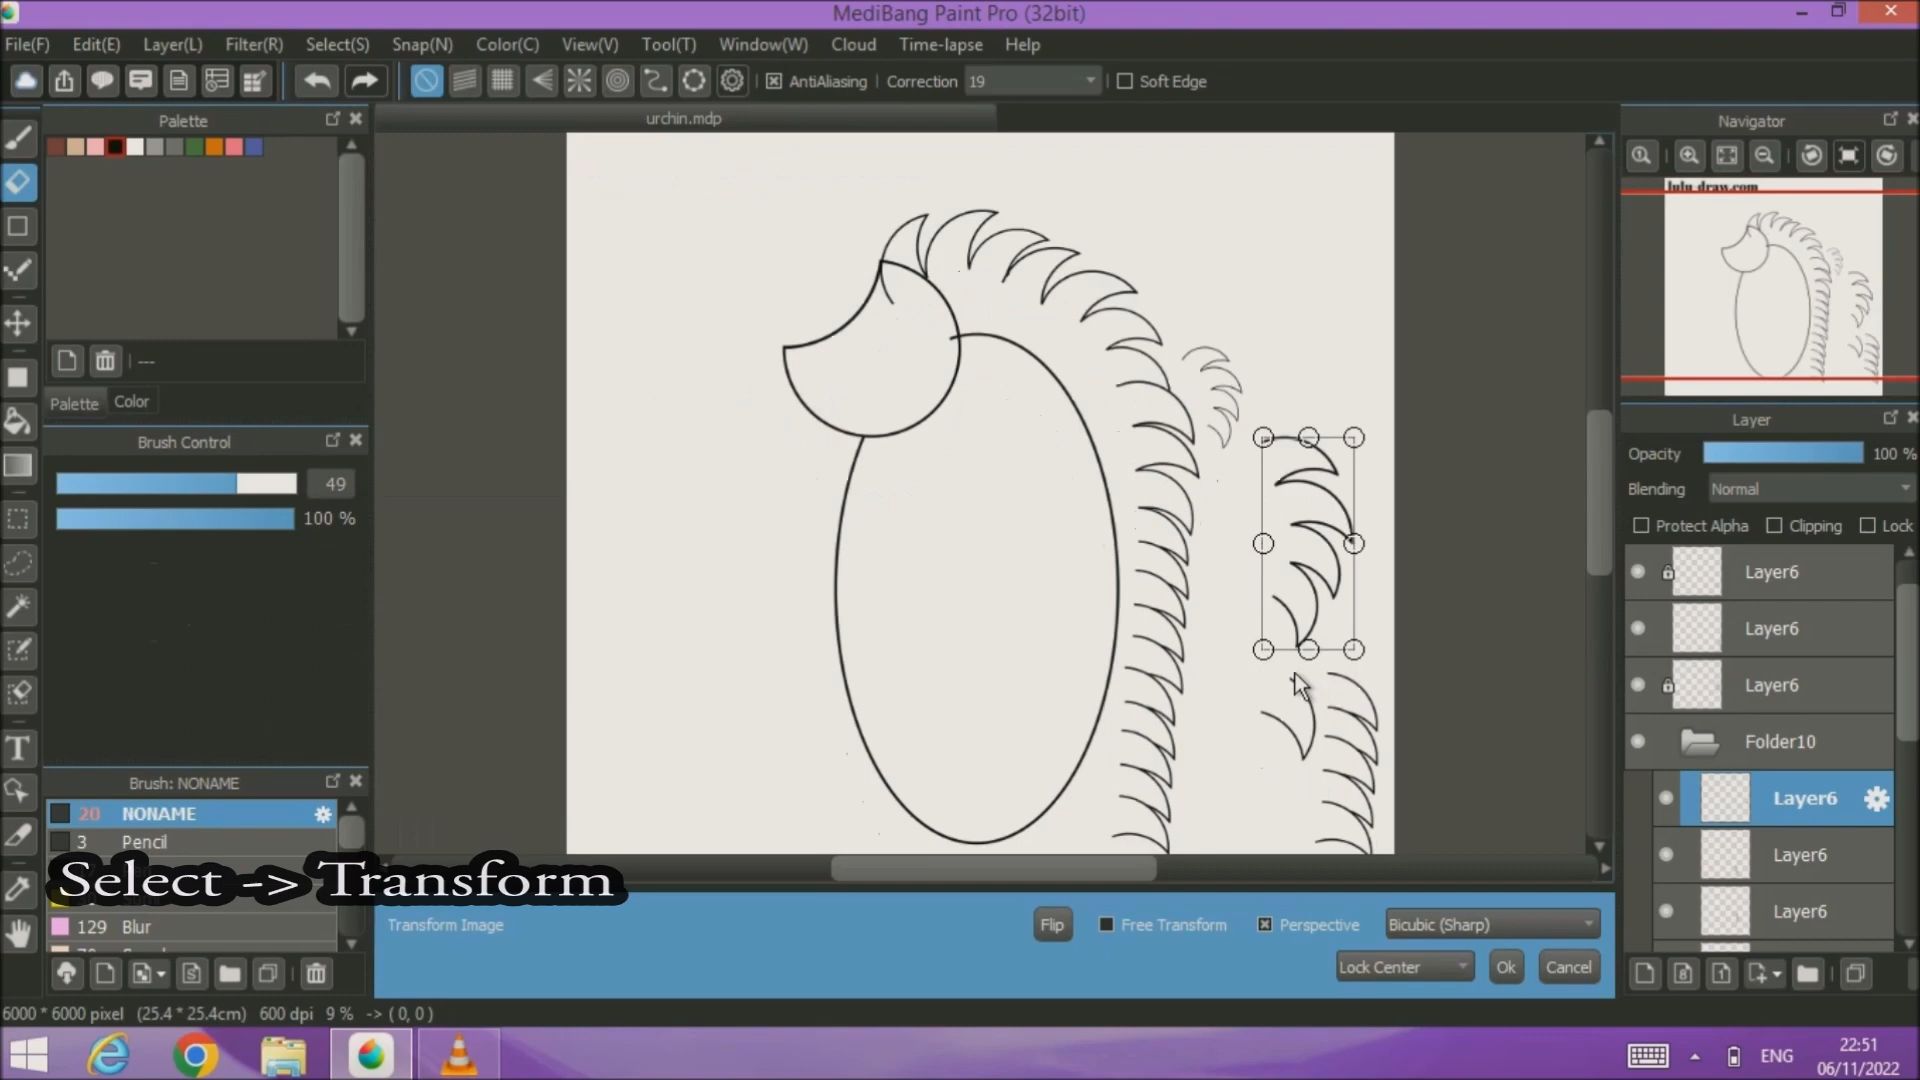 MediBang Paint Pro (32bit)
File(F) Edit(E) Layer(L) Filter(R) Select(S) Snap(N) Color(C) View(V) Tool(T) Window(W) Cloud Time-lapse Help
AntiAliasing Correction 19 Soft Edge
Palette
urchin.mdp
Navigator
lulu-draw.com
---
Palette Color
Brush Control
49
100 %
Layer
Opacity 100 %
Blending Normal
Protect Alpha Clipping Lock
Layer6
Layer6
Layer6
Folder10
Layer6
Layer6
Layer6
Brush: NONAME
20 NONAME
3 Pencil
Select -> Transform
129 Blur
Transform Image Flip Free Transform Perspective Bicubic (Sharp)
Lock Center Ok Cancel
6000 * 6000 pixel (25.4 * 25.4cm) 600 dpi 9 % -> ( 0, 0 )
ENG
22:51
06/11/2022